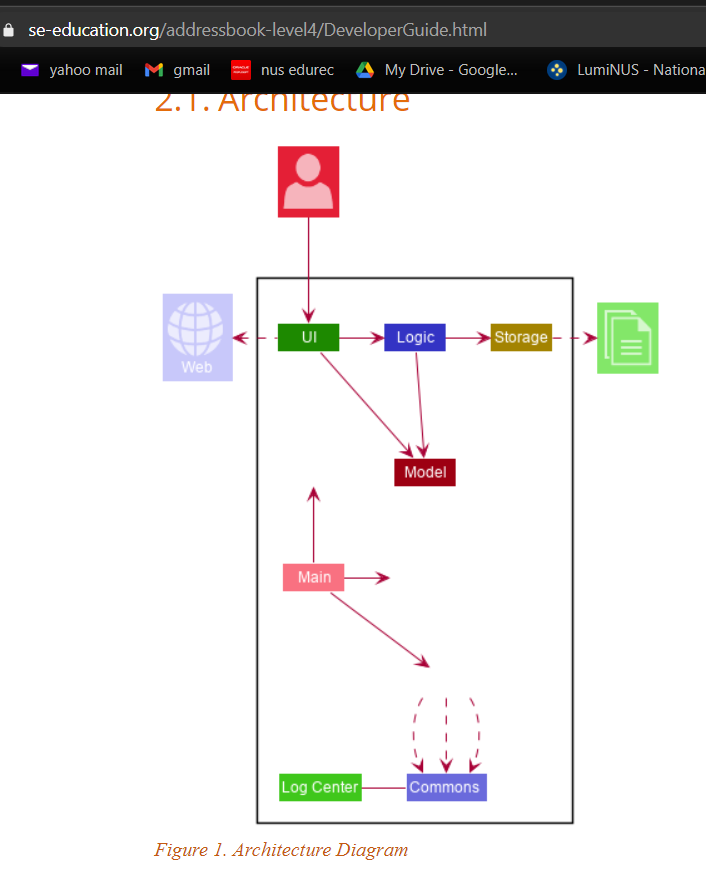 se-education.org/addressbook-level4/DeveloperGuide.html
yahoo mail gmail nus edurec My Drive - Google... LumiNUS - Nationa
2.1. Architecture
UI Logic Storage
Web
Model
Main
Log Center Commons
Figure 1. Architecture Diagram